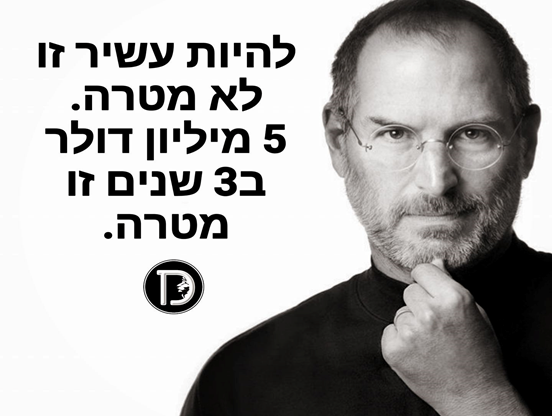 להיות עשיר זו
לא מטרה.
5 מיליון דולר
ב3 שנים זו
מטרה.
D